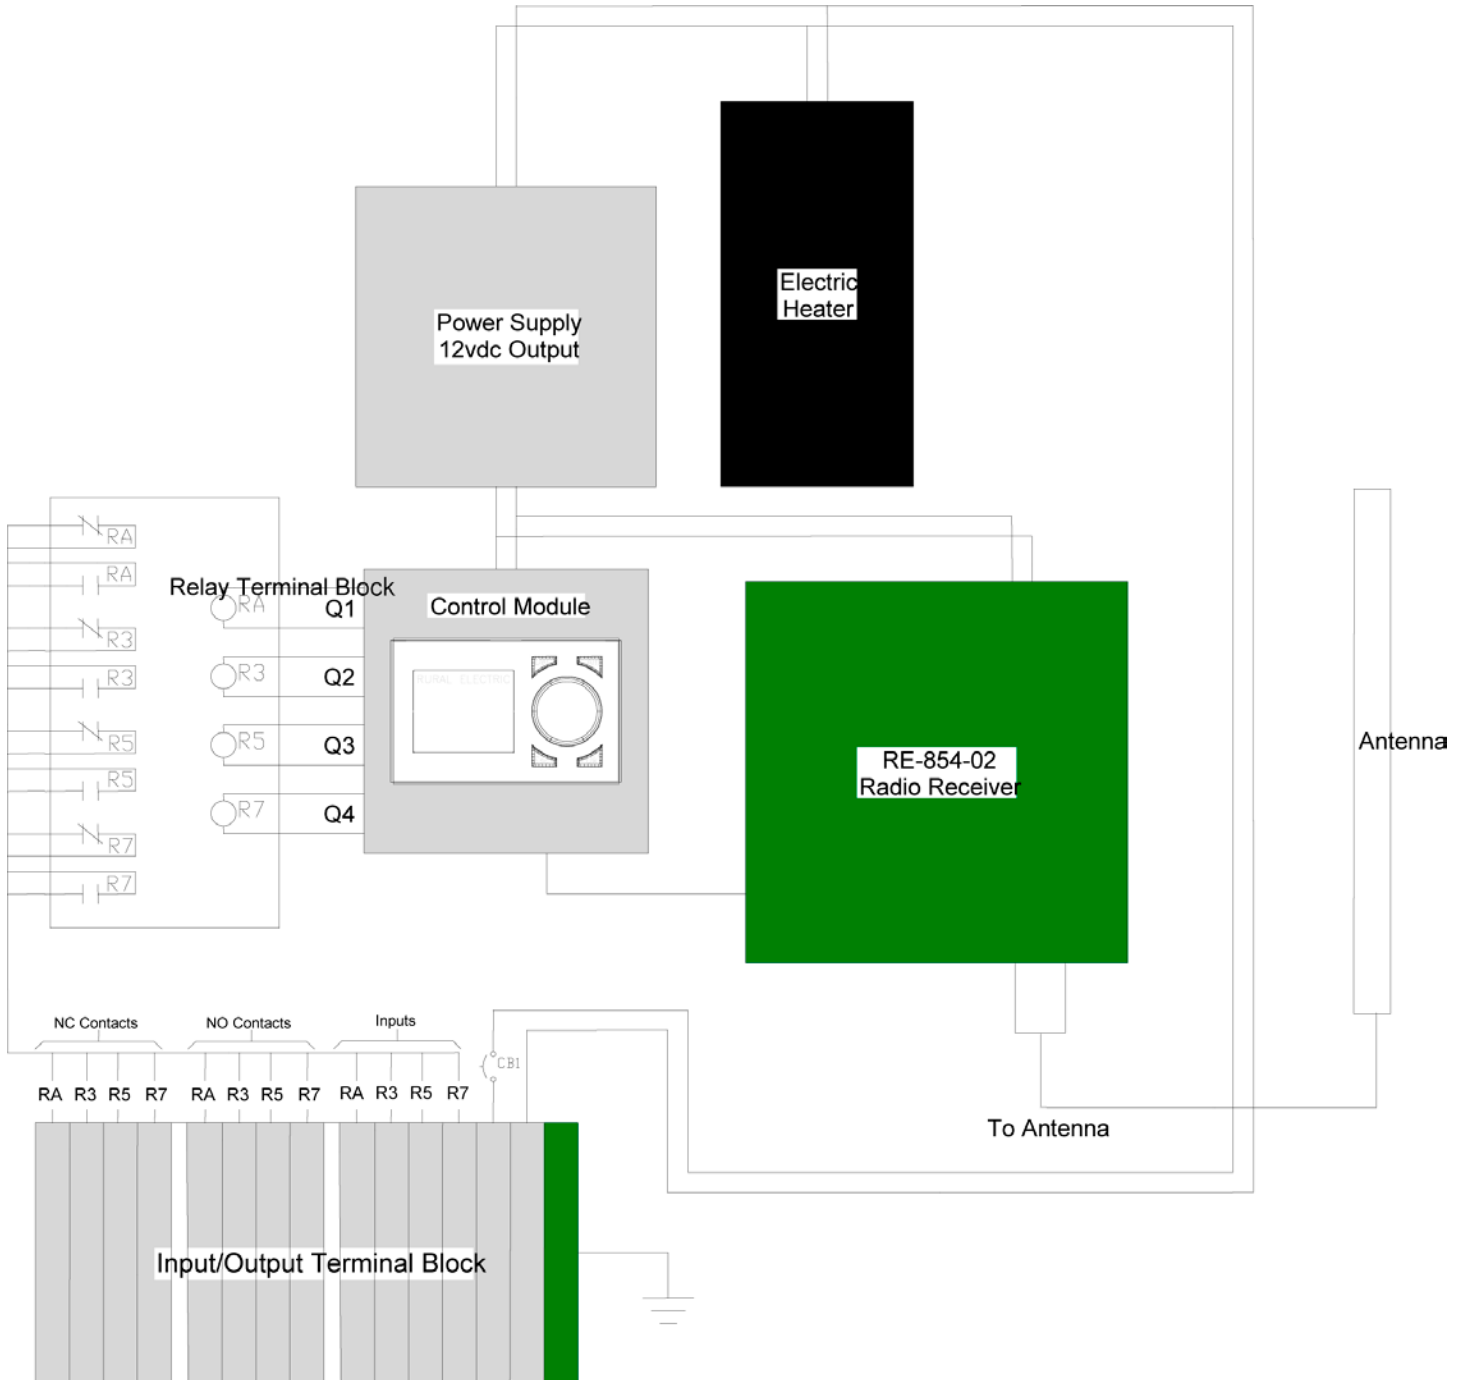 Electric
Heater
Power Supply
12vdc Output
RA
RA
Relay Terminal Block
RA
Q1
Control Module
R3
R3
R3
Q2
RURAL ELECTRIC
R5
R5
R5
Q3
R7
R7
R7
Q4
RE-854-02
Radio Receiver
Antenna
NC Contacts
NO Contacts
Inputs
CB1
RA R3 R5 R7 RA R3 R5 R7 RA R3 R5 R7
To Antenna
Input/Output Terminal Block